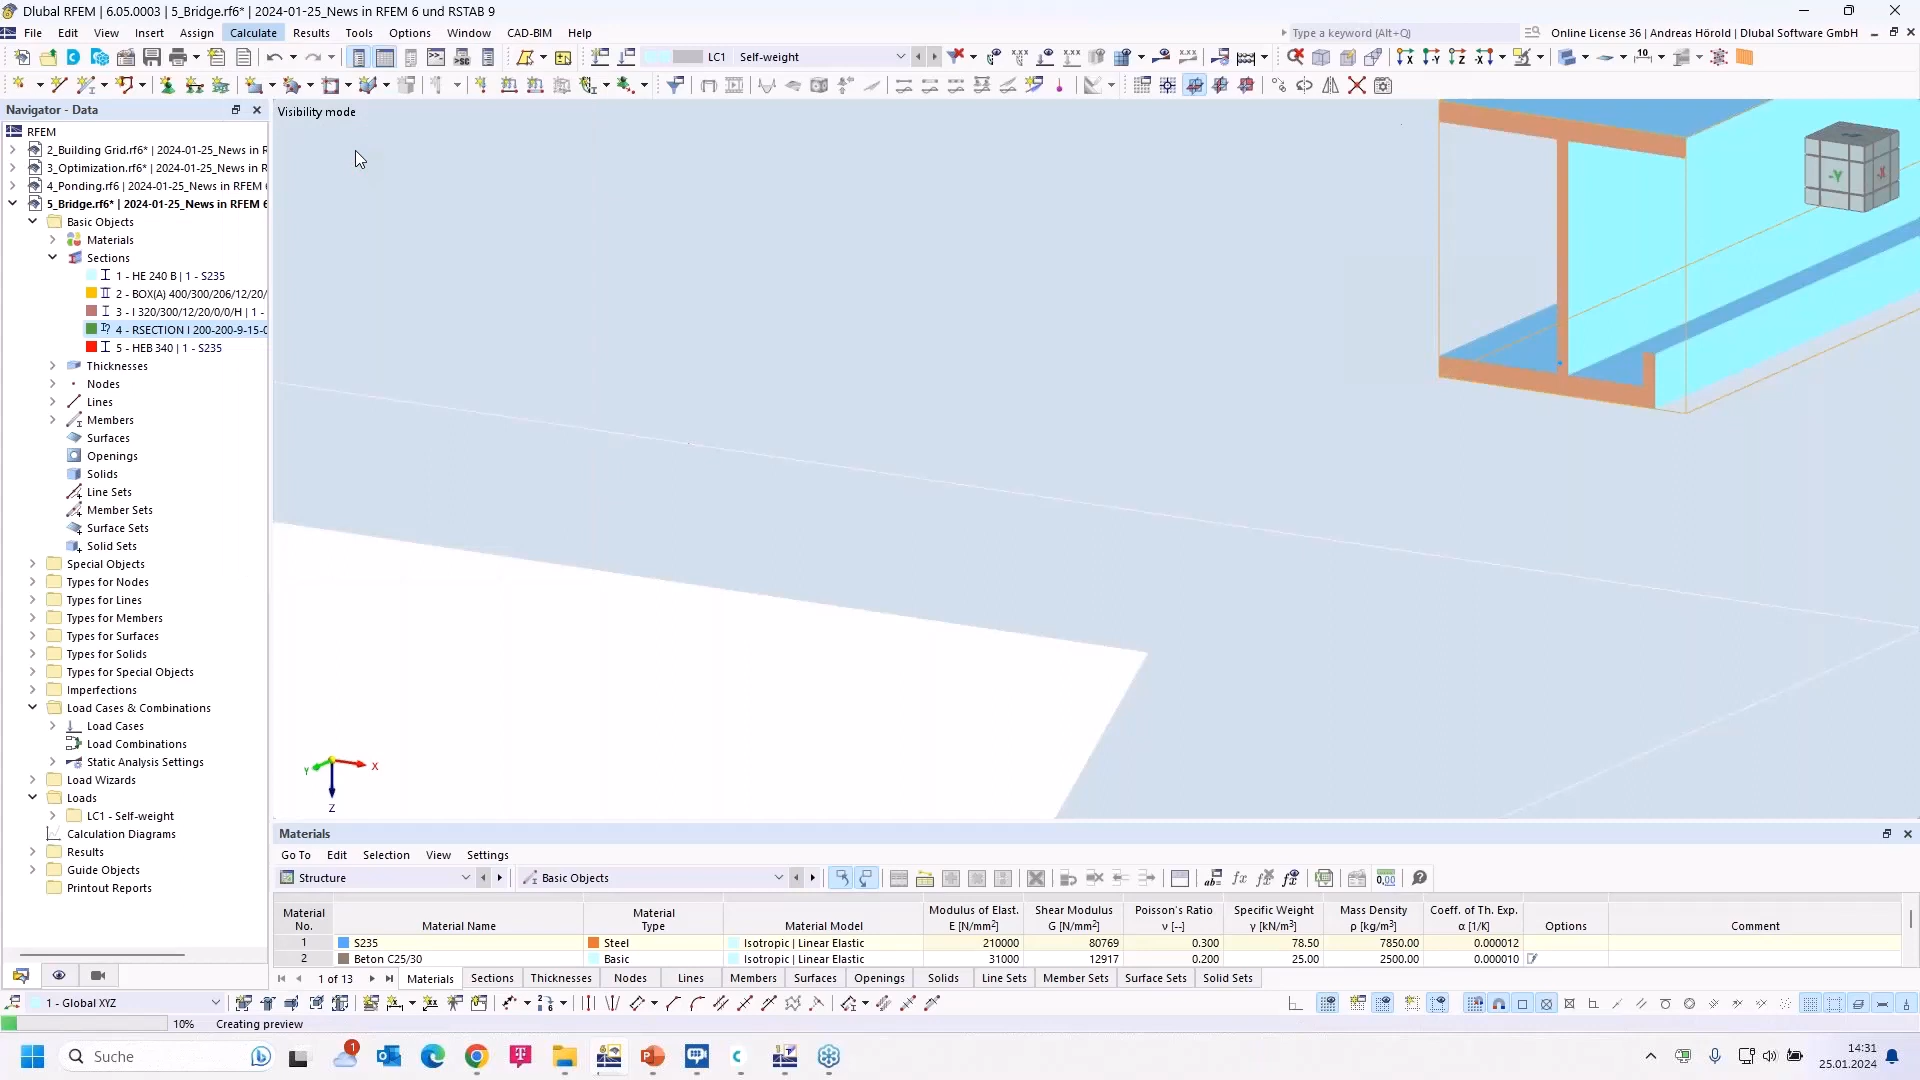 Dlubal RFEM | 6.05.0003 | 5_Bridge.rf6* | 2024-01-25_News in RFEM 6 und RSTAB 9
File Edit View Insert Assign Calculate Results Tools Options Window CAD-BIM Help
Type a keyword (Alt+Q)
Online License 36 | Andreas Hörold | Dlubal Software GmbH
LC1 Self-weight
Navigator - Data
Visibility mode
RFEM
2_Building Grid.rf6* | 2024-01-25_News in R
3_Optimization.rf6* | 2024-01-25_News in R
4_Ponding.rf6 | 2024-01-25_News in RFEM 6
5_Bridge.rf6* | 2024-01-25_News in RFEM 6
Basic Objects
Materials
Sections
1 - HE 240 B | 1 - S235
2 - BOX(A) 400/300/206/12/20/
3 - I 320/300/12/20/0/0/H | 1 -
4 - RSECTION I 200-200-9-15-0
5 - HEB 340 | 1 - S235
Thicknesses
Nodes
Lines
Members
Surfaces
Openings
Solids
Line Sets
Member Sets
Surface Sets
Solid Sets
Special Objects
Types for Nodes
Types for Lines
Types for Members
Types for Surfaces
Types for Solids
Types for Special Objects
Imperfections
Load Cases & Combinations
Load Cases
Load Combinations
Static Analysis Settings
Load Wizards
Loads
LC1 - Self-weight
Calculation Diagrams
Results
Guide Objects
Printout Reports
-Y
-X
Y X
Z
Materials
Go To Edit Selection View Settings
Structure
Basic Objects
Material No. Material Name Material Type Material Model Modulus of Elast. E [N/mm²] Shear Modulus G [N/mm²] Poisson's Ratio ν [--] Specific Weight γ [kN/m³] Mass Density ρ [kg/m³] Coeff. of Th. Exp. α [1/K] Options Comment
1 S235 Steel Isotropic | Linear Elastic 210000 80769 0.300 78.50 7850.00 0.000012
2 Beton C25/30 Basic Isotropic | Linear Elastic 31000 12917 0.200 25.00 2500.00 0.000010
1 of 13 Materials Sections Thicknesses Nodes Lines Members Surfaces Openings Solids Line Sets Member Sets Surface Sets Solid Sets
1 - Global XYZ
10% Creating preview
Suche
14:31
25.01.2024